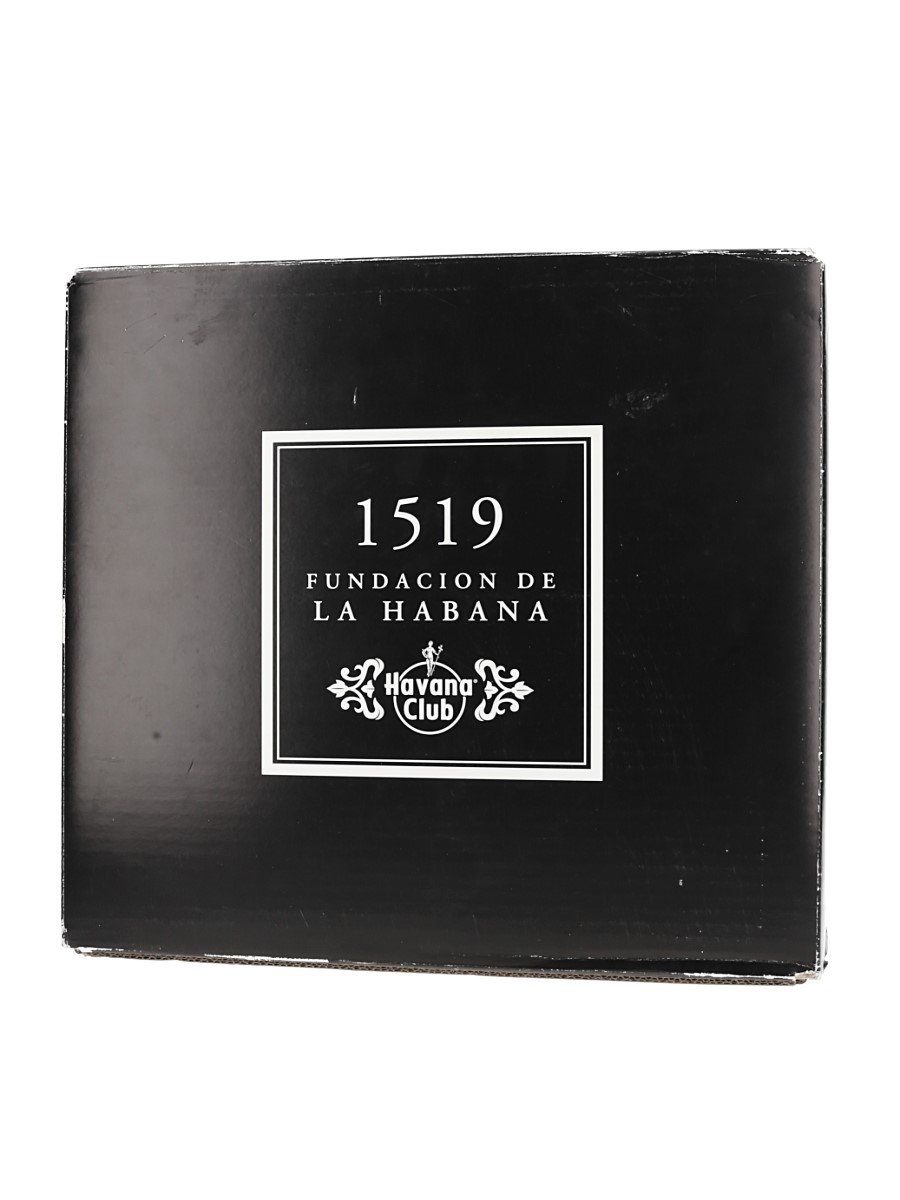 1519
FUNDACION DE
LA HABANA
Havana®
Club